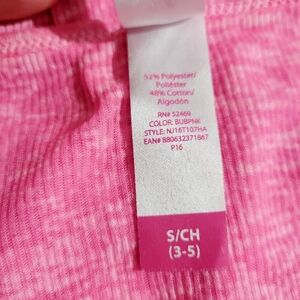 52% Polyester/
Poliéster
48% Cotton/
Algodón
RN# 52469
COLOR: BUBPNK
STYLE: NJ16T107HA
EAN# 880632371867
P16
S/CH
(3-5)